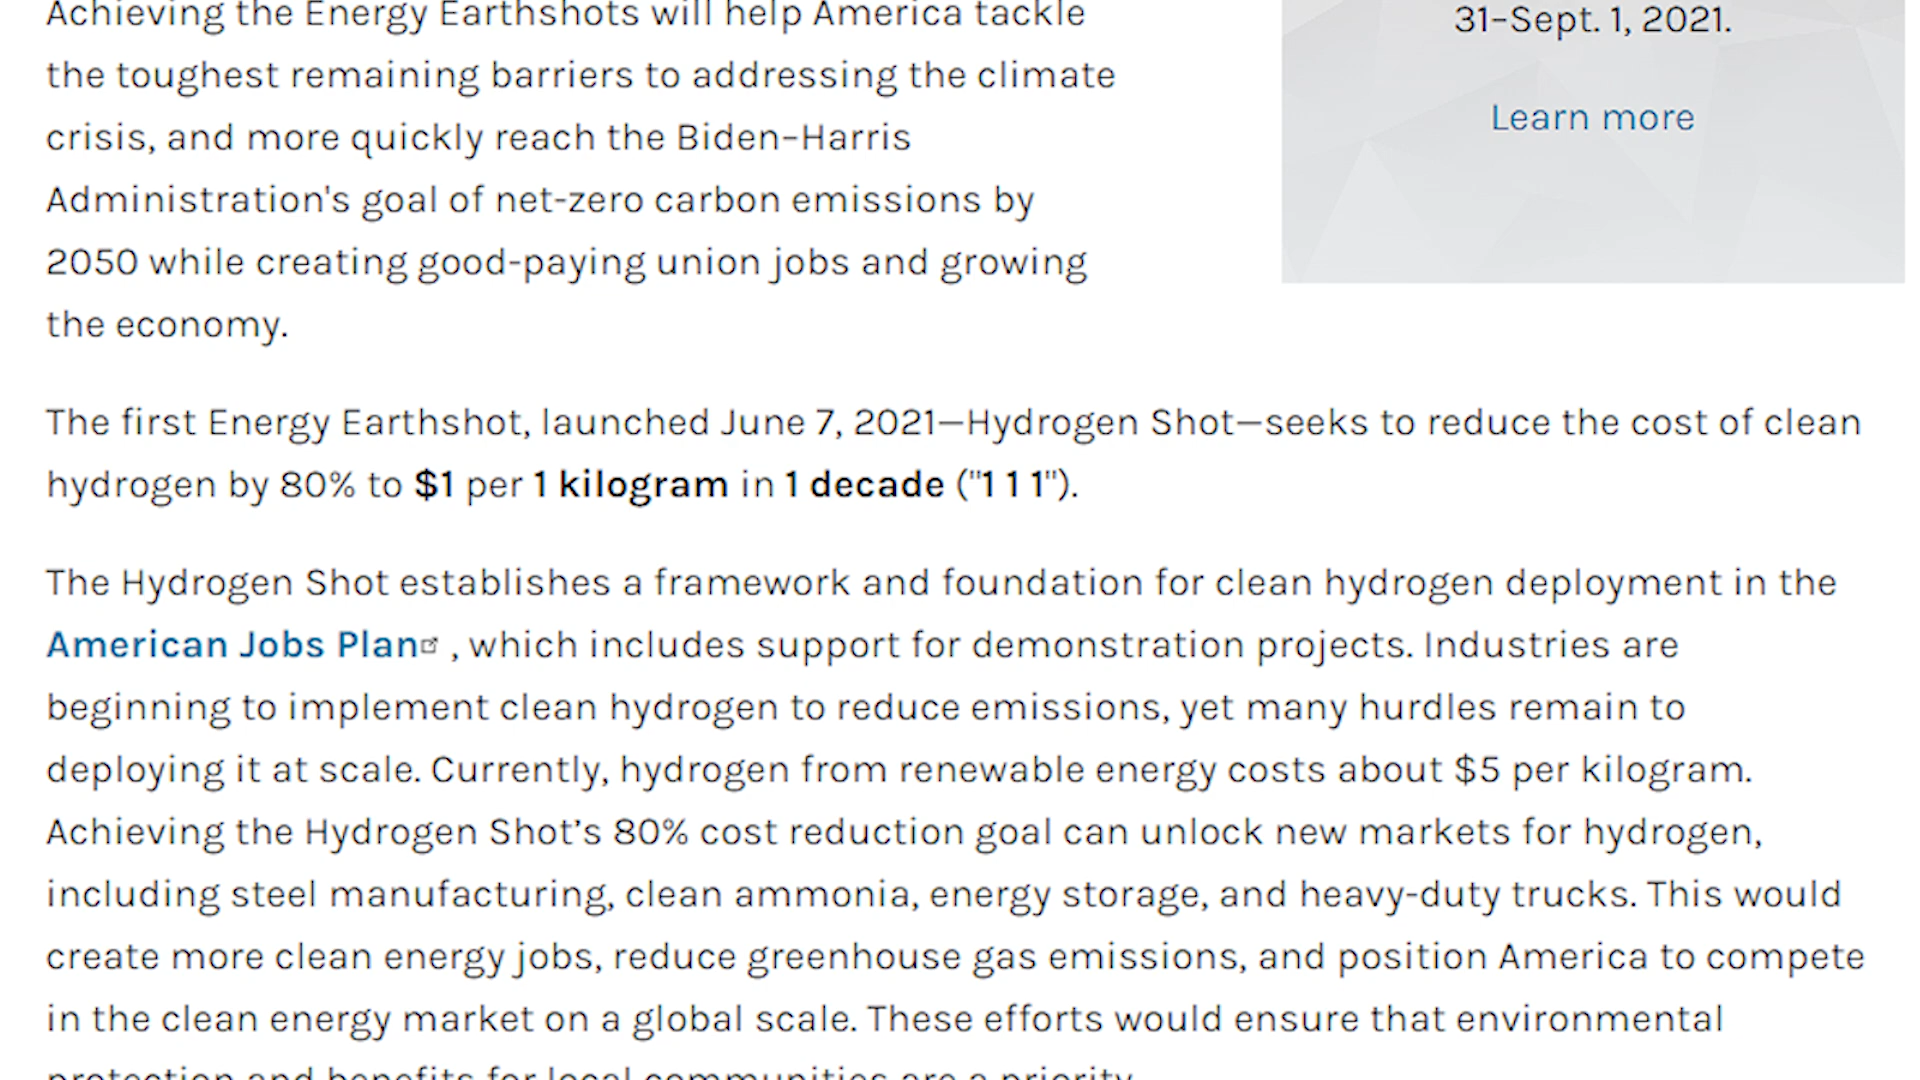 Achieving the Energy Earthshots will help America tackle
the toughest remaining barriers to addressing the climate
crisis, and more quickly reach the Biden-Harris
Administration's goal of net-zero carbon emissions by
2050 while creating good-paying union jobs and growing
the economy.
31-Sept. 1, 2021.
Learn more
The first Energy Earthshot, launched June 7, 2021—Hydrogen Shot—seeks to reduce the cost of clean
hydrogen by 80% to $1 per 1 kilogram in 1 decade ("1 1 1").
The Hydrogen Shot establishes a framework and foundation for clean hydrogen deployment in the
American Jobs Plan , which includes support for demonstration projects. Industries are
beginning to implement clean hydrogen to reduce emissions, yet many hurdles remain to
deploying it at scale. Currently, hydrogen from renewable energy costs about $5 per kilogram.
Achieving the Hydrogen Shot’s 80% cost reduction goal can unlock new markets for hydrogen,
including steel manufacturing, clean ammonia, energy storage, and heavy-duty trucks. This would
create more clean energy jobs, reduce greenhouse gas emissions, and position America to compete
in the clean energy market on a global scale. These efforts would ensure that environmental
protection and benefits for local communities are a priority.